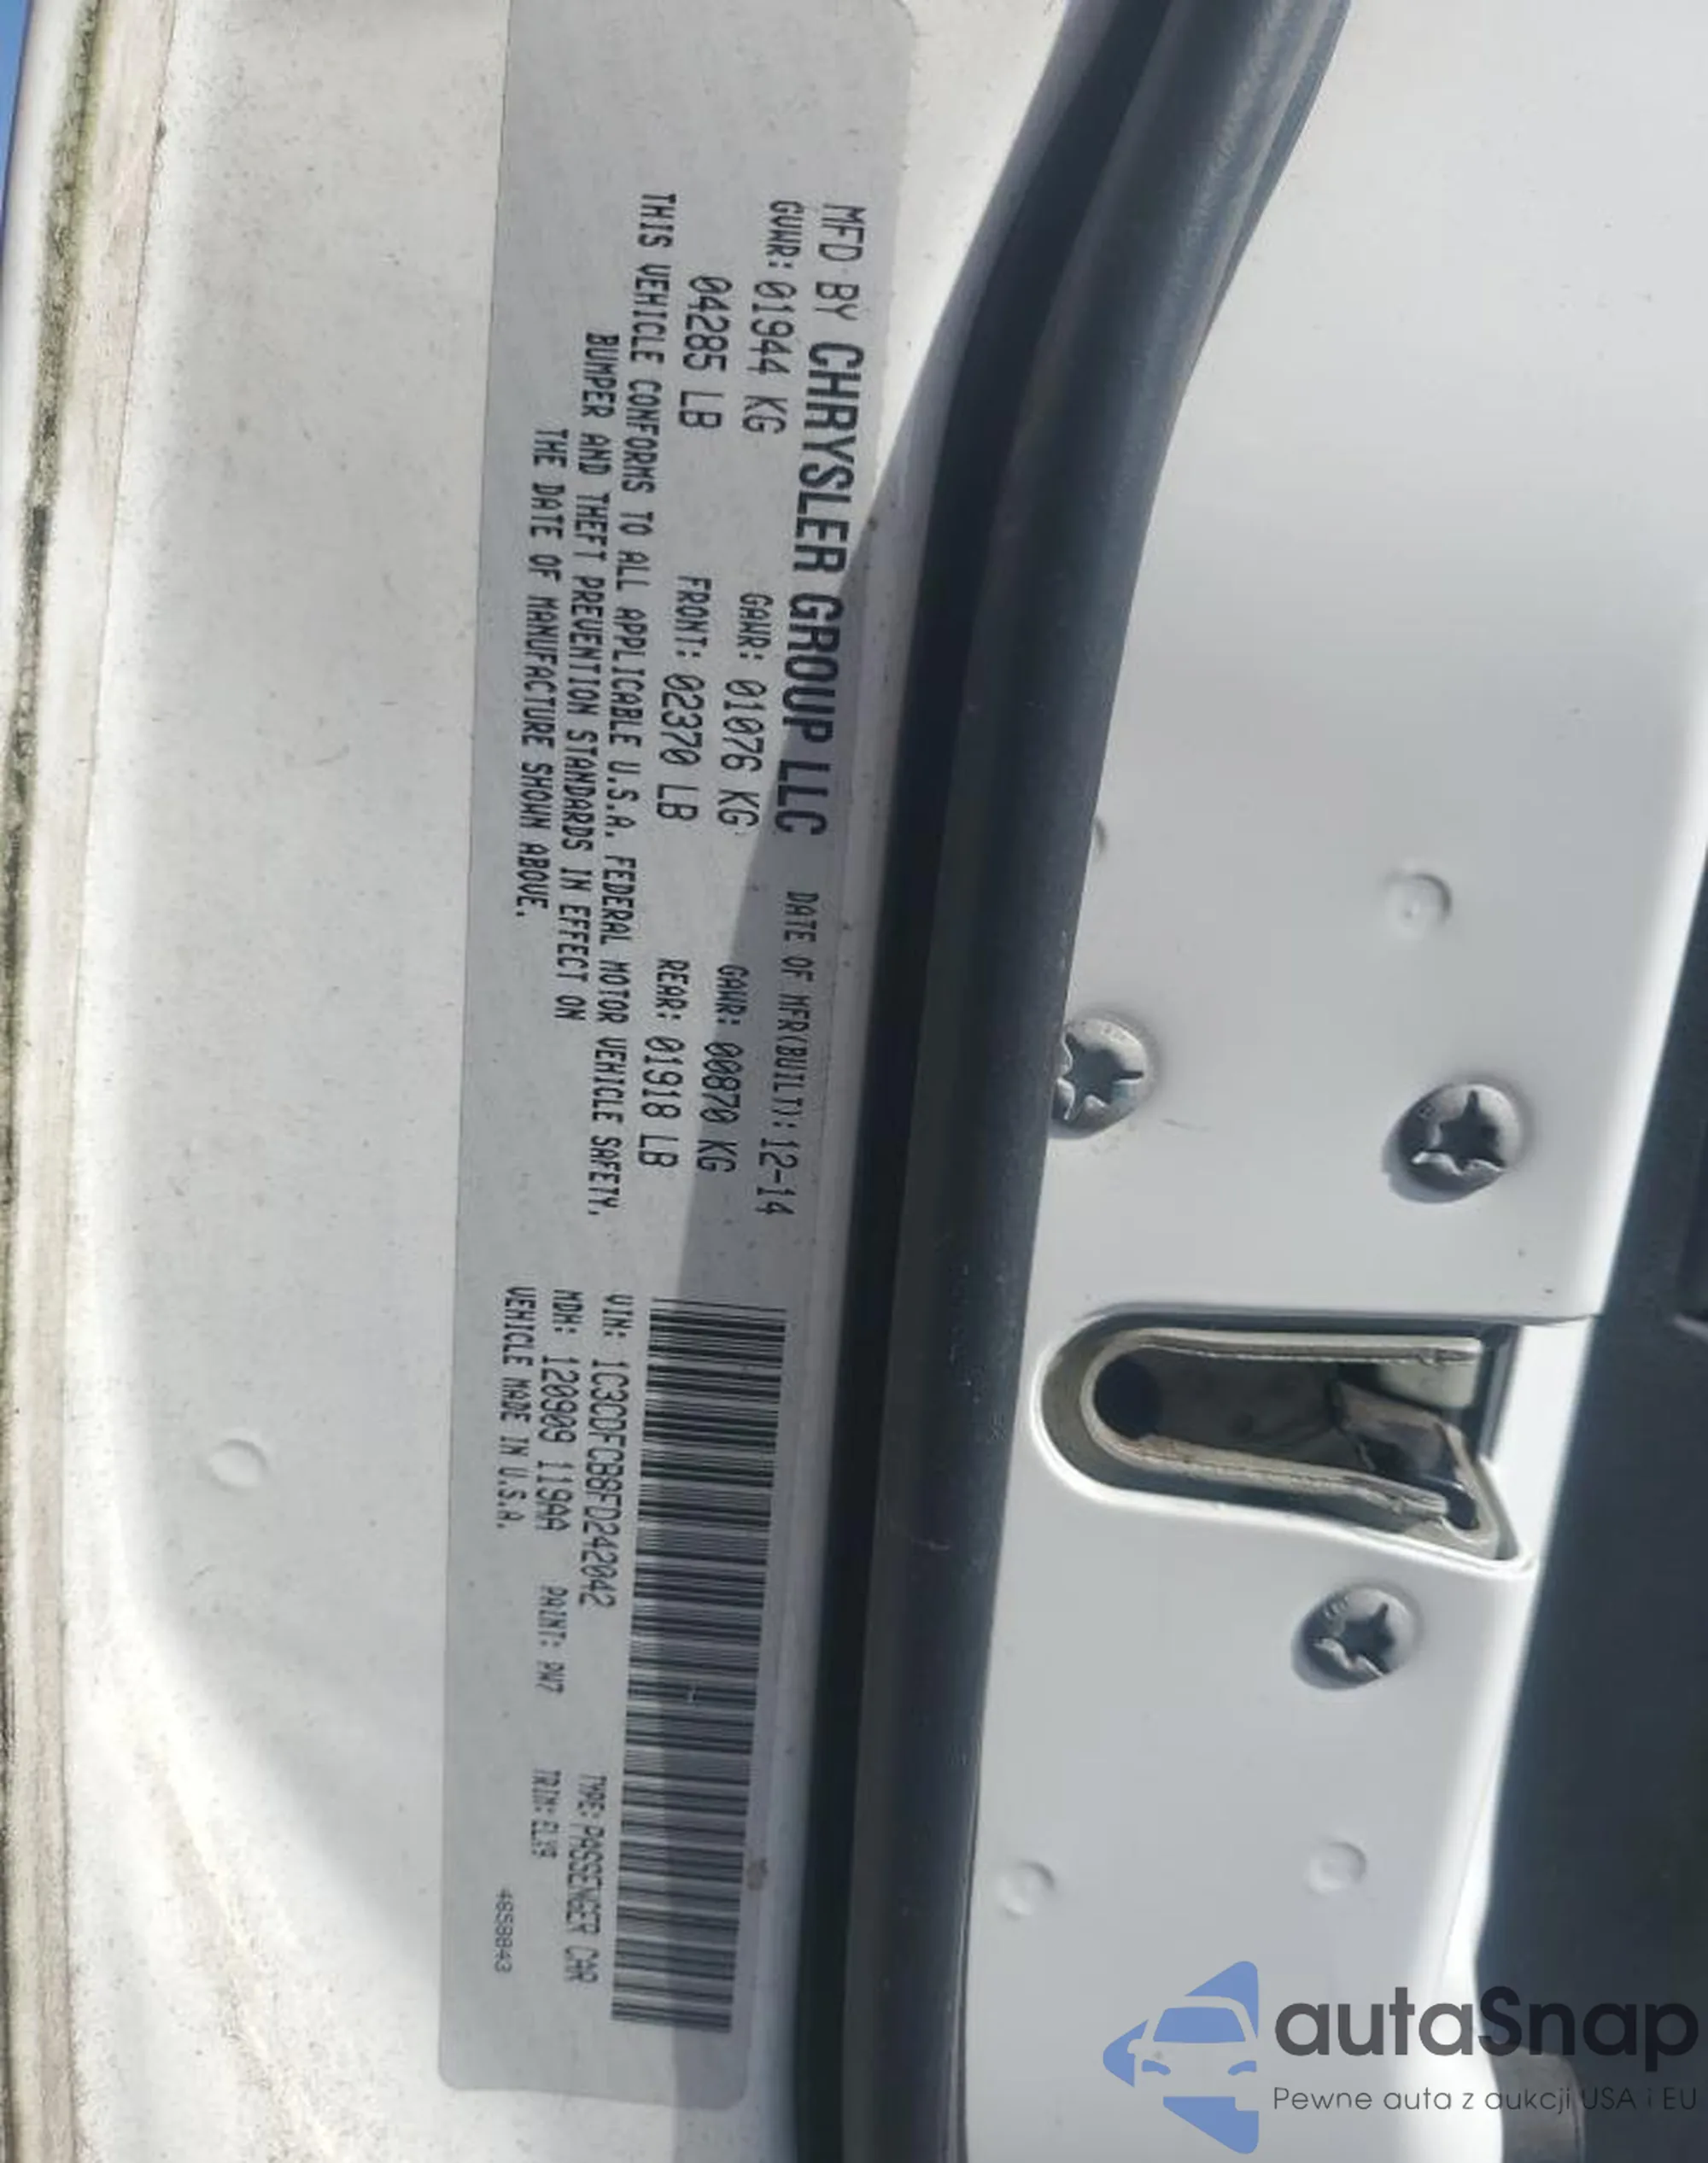 MFD BY CHRYSLER GROUP LLC DATE OF MFR(BUILT):12-14
GVWR: 01944 KG GAWR: 01076 KG GAWR: 00870 KG
04285 LB FRONT: 02370 LB REAR: 01918 LB
THIS VEHICLE CONFORMS TO ALL APPLICABLE U.S.A. FEDERAL MOTOR VEHICLE SAFETY,
BUMPER AND THEFT PREVENTION STANDARDS IN EFFECT ON
THE DATE OF MANUFACTURE SHOWN ABOVE.
VIN: 1C3CDFCB8FD242042 TYPE: PASSENGER CAR
MDH: 120909 119AA PAINT: PW7 TRIM: ELX9
VEHICLE MADE IN U.S.A. 4658843
autaSnap
Pewne auta z aukcji USA i EU